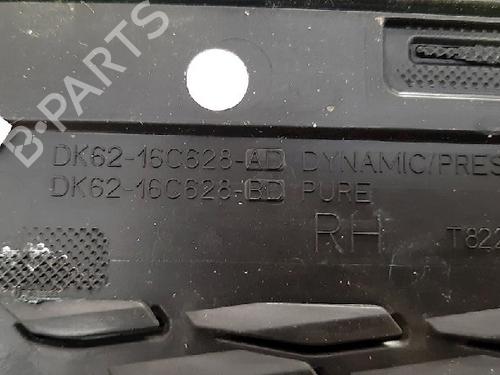 B-PARTS
DK62-16C628-AD DYNAMIC/PRES
DK62-16C628-BD PURE
RH T822